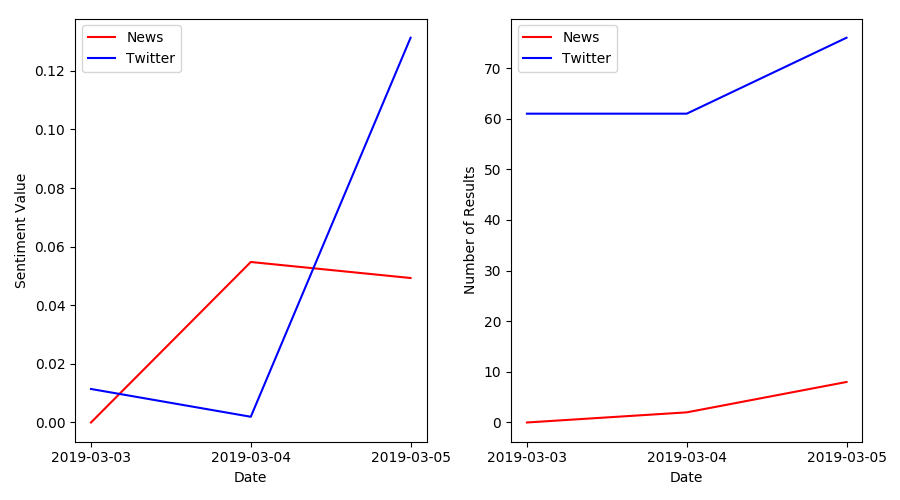 News
Twitter
Sentiment Value
0.12
0.10
0.08
0.06
0.04
0.02
0.00
2019-03-03
2019-03-04
2019-03-05
Date
News
Twitter
Number of Results
70
60
50
40
30
20
10
0
2019-03-03
2019-03-04
2019-03-05
Date